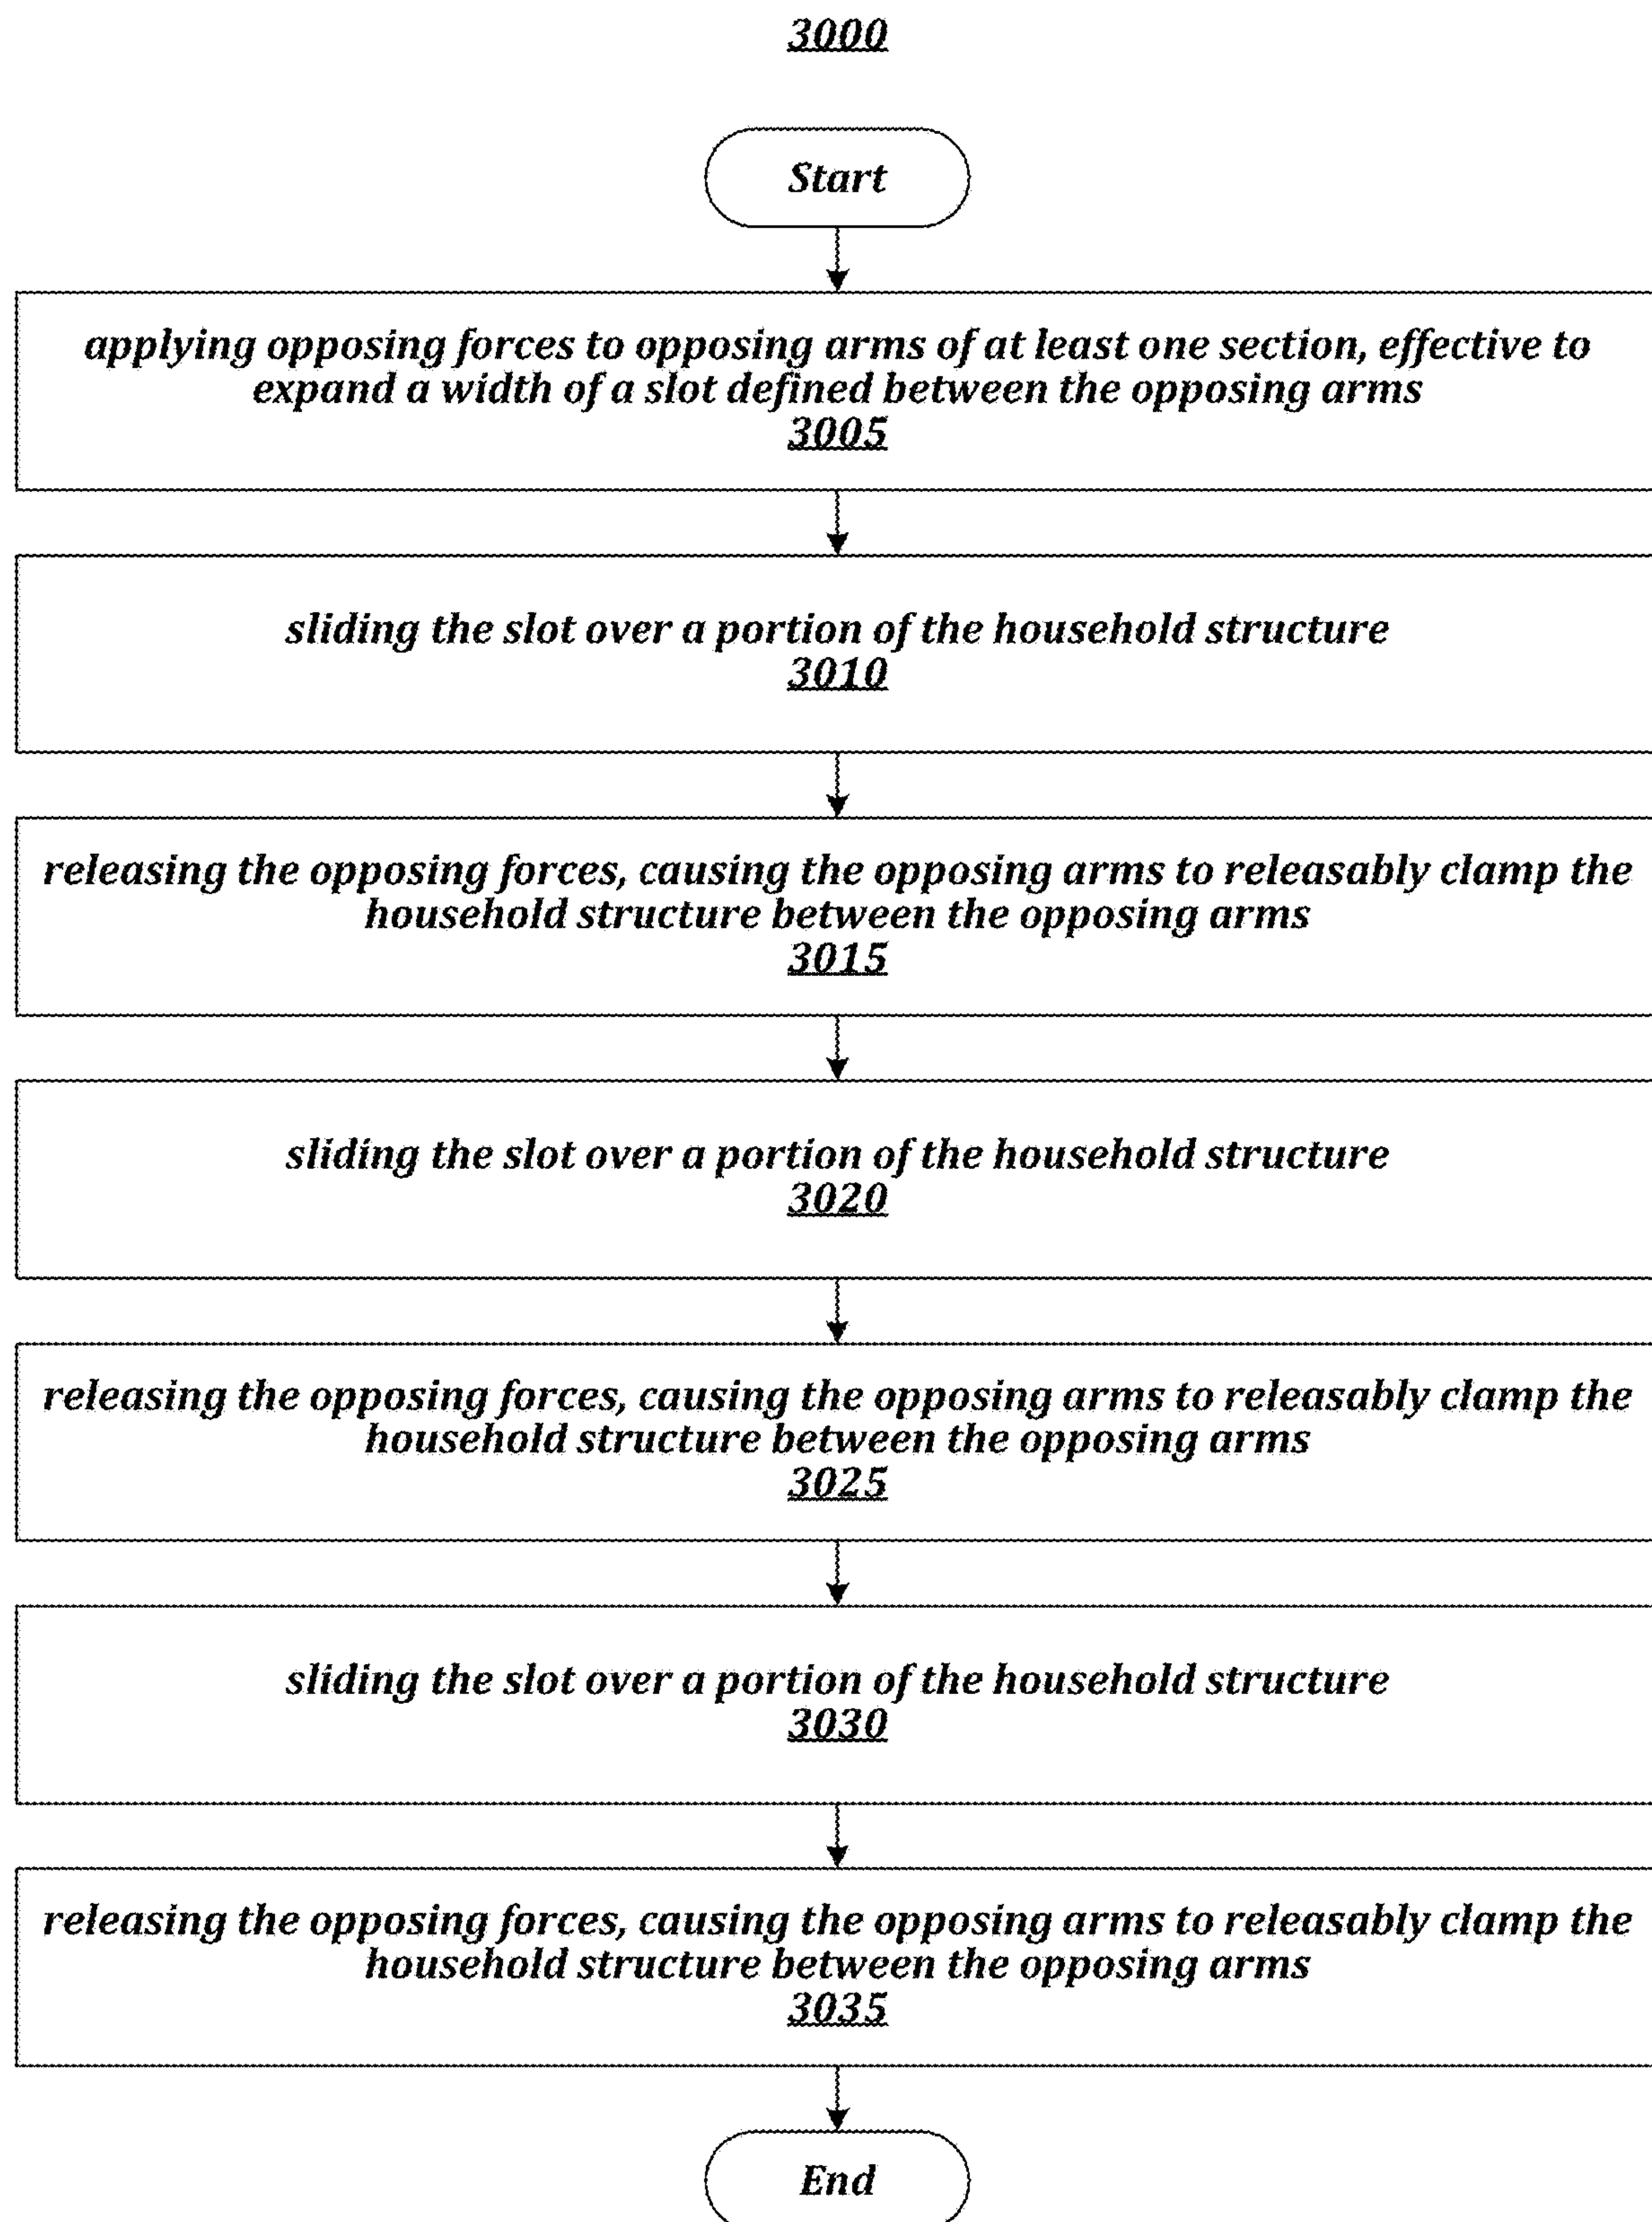 3000
Start
applying opposing forces to opposing arms of at least one section, effective to
expand a width of a slot defined between the opposing arms
3005
sliding the slot over a portion of the household structure
3010
releasing the opposing forces, causing the opposing arms to releasably clamp the
household structure between the opposing arms
3015
sliding the slot over a portion of the household structure
3020
releasing the opposing forces, causing the opposing arms to releasably clamp the
household structure between the opposing arms
3025
sliding the slot over a portion of the household structure
3030
releasing the opposing forces, causing the opposing arms to releasably clamp the
household structure between the opposing arms
3035
End